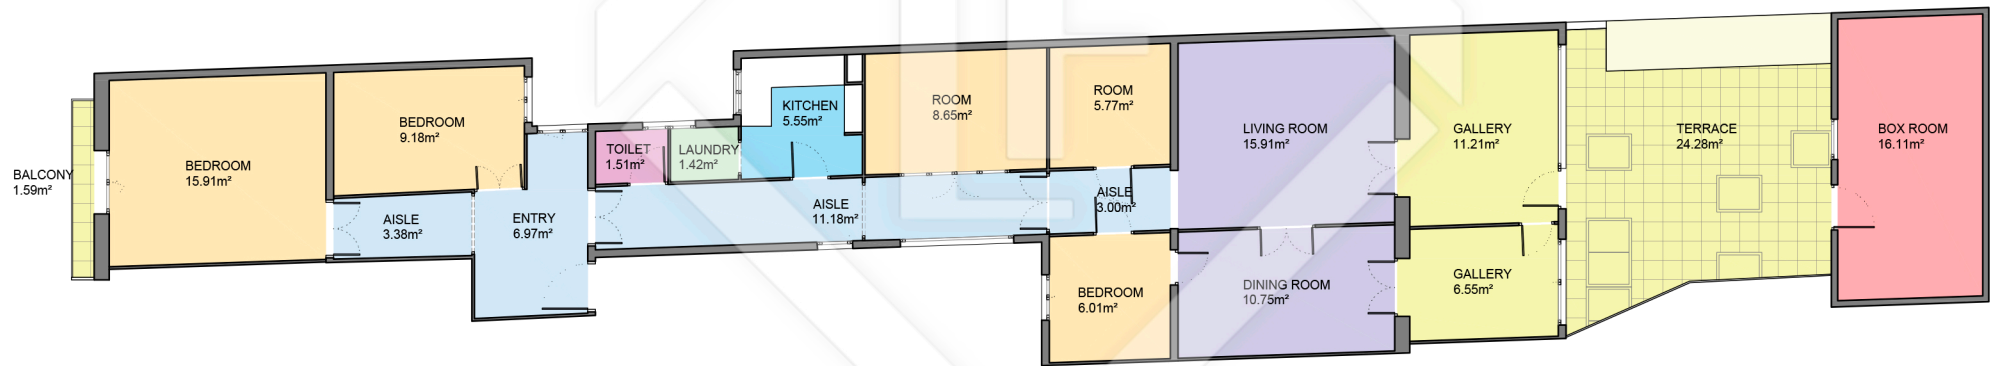 BALCONY
1.59m²
BEDROOM
15.91m²
BEDROOM
9.18m²
AISLE
3.38m²
ENTRY
6.97m²
TOILET
1.51m²
LAUNDRY
1.42m²
KITCHEN
5.55m²
AISLE
11.18m²
ROOM
8.65m²
ROOM
5.77m²
AISLE
3.00m²
BEDROOM
6.01m²
LIVING ROOM
15.91m²
DINING ROOM
10.75m²
GALLERY
11.21m²
GALLERY
6.55m²
TERRACE
24.28m²
BOX ROOM
16.11m²